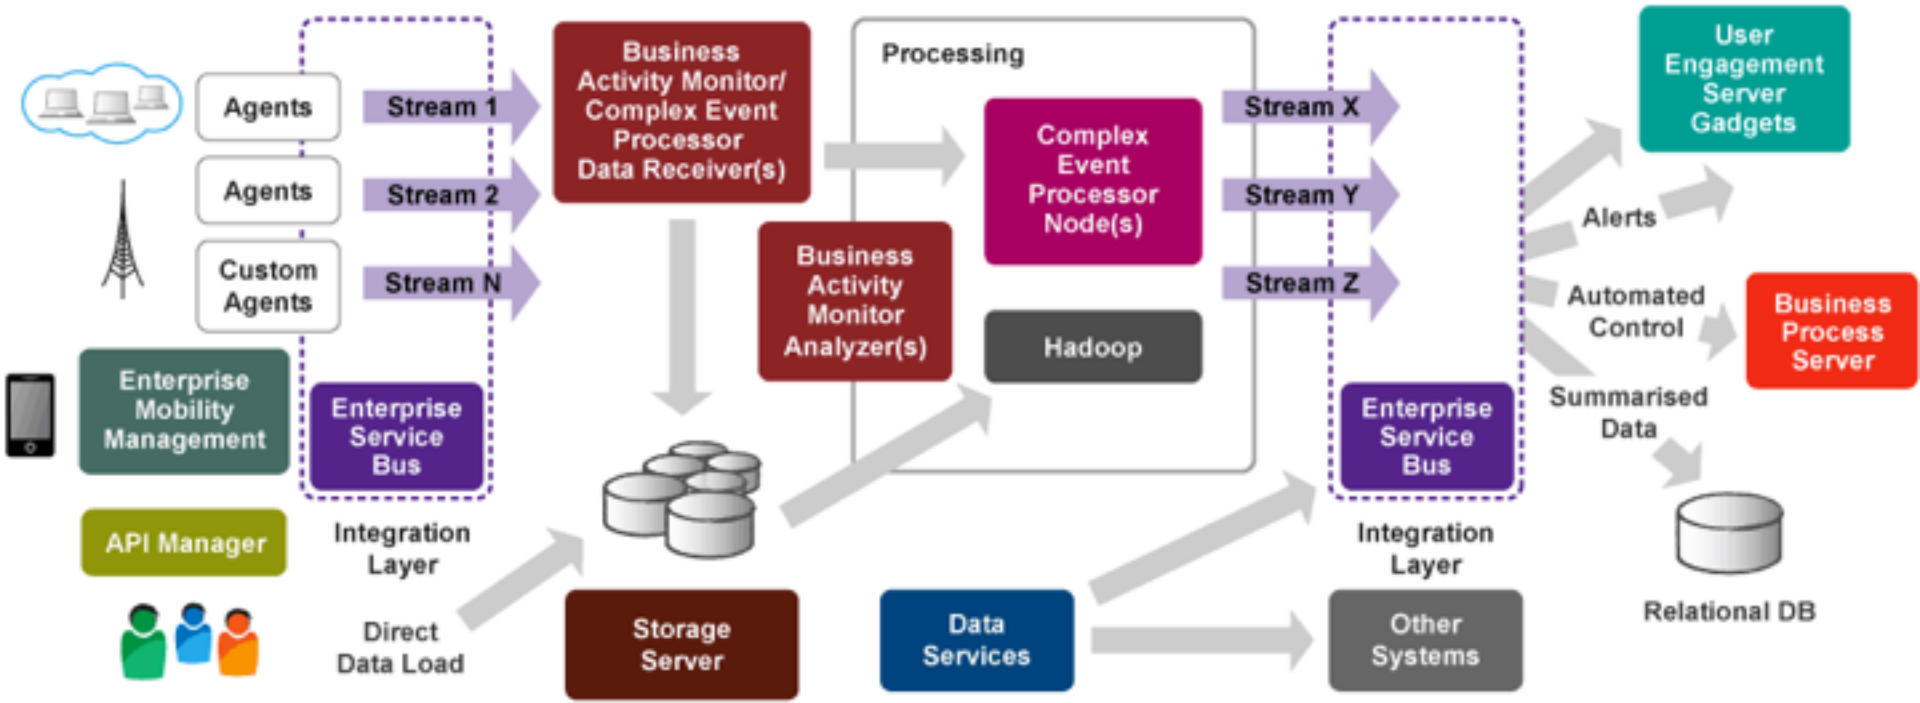 Agents
Agents
Custom
Agents
Enterprise
Mobility
Management
API Manager
Stream 1
Stream 2
Stream N
Enterprise
Service
Bus
Integration
Layer
Direct
Data Load
Business
Activity Monitor/
Complex Event
Processor
Data Receiver(s)
Storage
Server
Processing
Business
Activity
Monitor
Analyzer(s)
Complex
Event
Processor
Node(s)
Hadoop
Data
Services
Stream X
Stream Y
Stream Z
Enterprise
Service
Bus
Integration
Layer
Other
Systems
User
Engagement
Server
Gadgets
Alerts
Automated
Control
Business
Process
Server
Summarised
Data
Relational DB